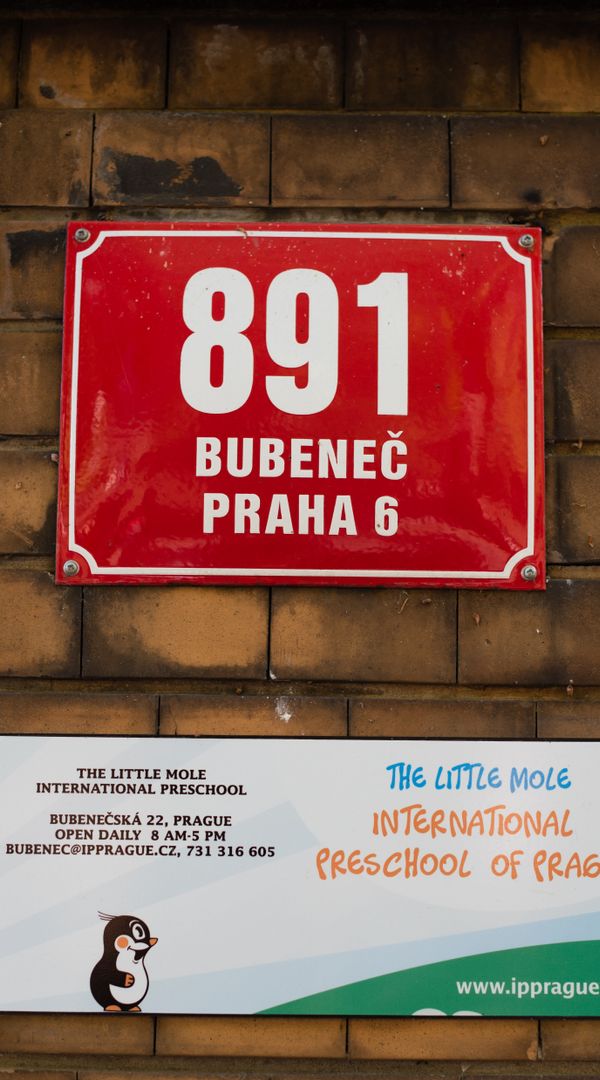 891
BUBENEČ
PRAHA 6
THE LITTLE MOLE
INTERNATIONAL PRESCHOOL
BUBENEČSKÁ 22, PRAGUE
OPEN DAILY 8 AM-5 PM
BUBENEC@IPPRAGUE.CZ, 731 316 605
THE LITTLE MOLE
INTERNATIONAL
PRESCHOOL OF PRAG
www.ipprague